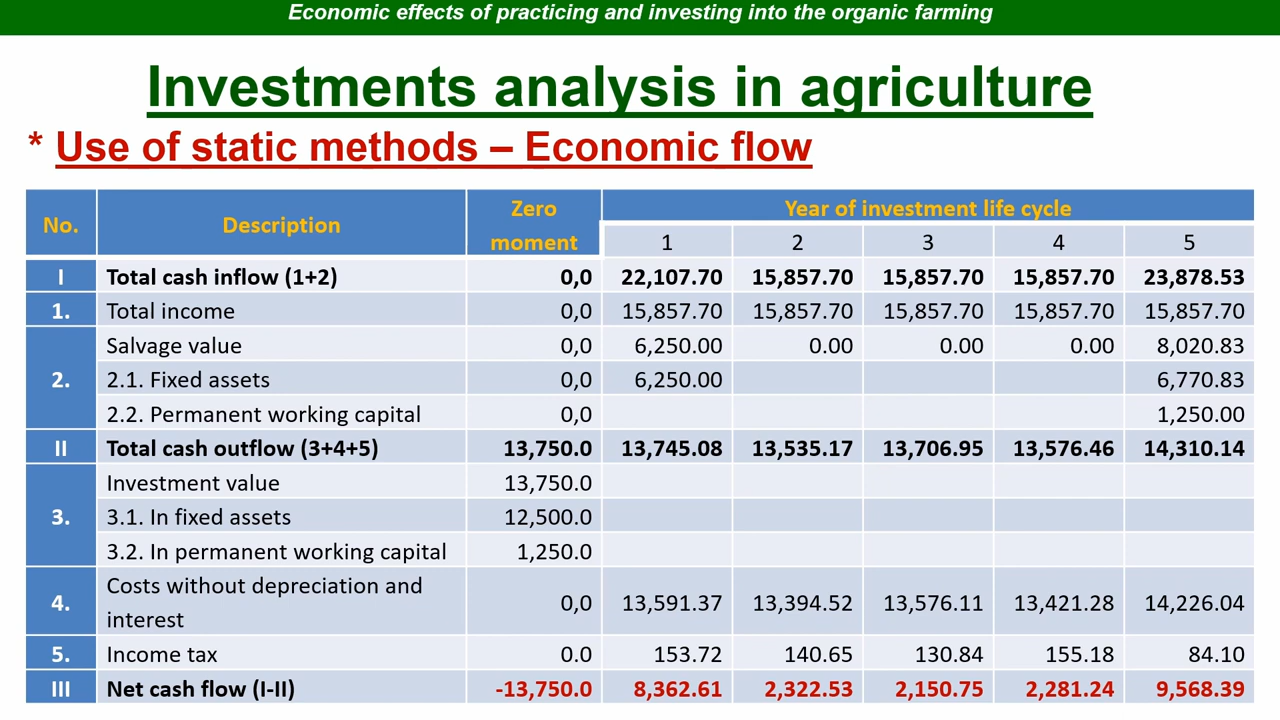 Economic effects of practicing and investing into the organic farming
Investments analysis in agriculture
* Use of static methods – Economic flow
No. Description Zero moment Year of investment life cycle
1 2 3 4 5
I Total cash inflow (1+2) 0,0 22,107.70 15,857.70 15,857.70 15,857.70 23,878.53
1. Total income 0,0 15,857.70 15,857.70 15,857.70 15,857.70 15,857.70
2. Salvage value 0,0 6,250.00 0.00 0.00 0.00 8,020.83
2.1. Fixed assets 0,0 6,250.00 6,770.83
2.2. Permanent working capital 0,0 1,250.00
II Total cash outflow (3+4+5) 13,750.0 13,745.08 13,535.17 13,706.95 13,576.46 14,310.14
3. Investment value 13,750.0
3.1. In fixed assets 12,500.0
3.2. In permanent working capital 1,250.0
4. Costs without depreciation and interest 0,0 13,591.37 13,394.52 13,576.11 13,421.28 14,226.04
5. Income tax 0.0 153.72 140.65 130.84 155.18 84.10
III Net cash flow (I-II) -13,750.0 8,362.61 2,322.53 2,150.75 2,281.24 9,568.39